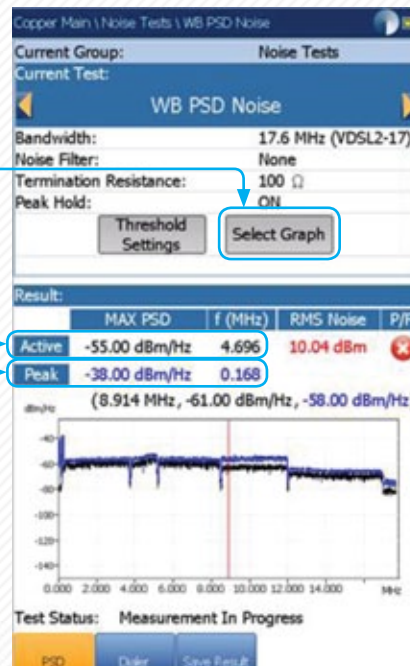 Copper Main \ Noise Tests \ WB PSD Noise
Current Group: Noise Tests
Current Test:
WB PSD Noise
Bandwidth: 17.6 MHz (VDSL2-17)
Noise Filter: None
Termination Resistance: 100 Ω
Peak Hold: ON
Threshold Settings
Select Graph
Result:
MAX PSD f (MHz) RMS Noise P/F
Active -55.00 dBm/Hz 4.696 10.04 dBm
Peak -38.00 dBm/Hz 0.168
(8.914 MHz, -61.00 dBm/Hz, -58.00 dBm/Hz
dBm/Hz
-40
-60
-80
-100
-120
-140
0.000 2.000 4.000 6.000 8.000 10.000 12.000 14.000 MHz
Test Status: Measurement In Progress
PSD Dialer Save Result